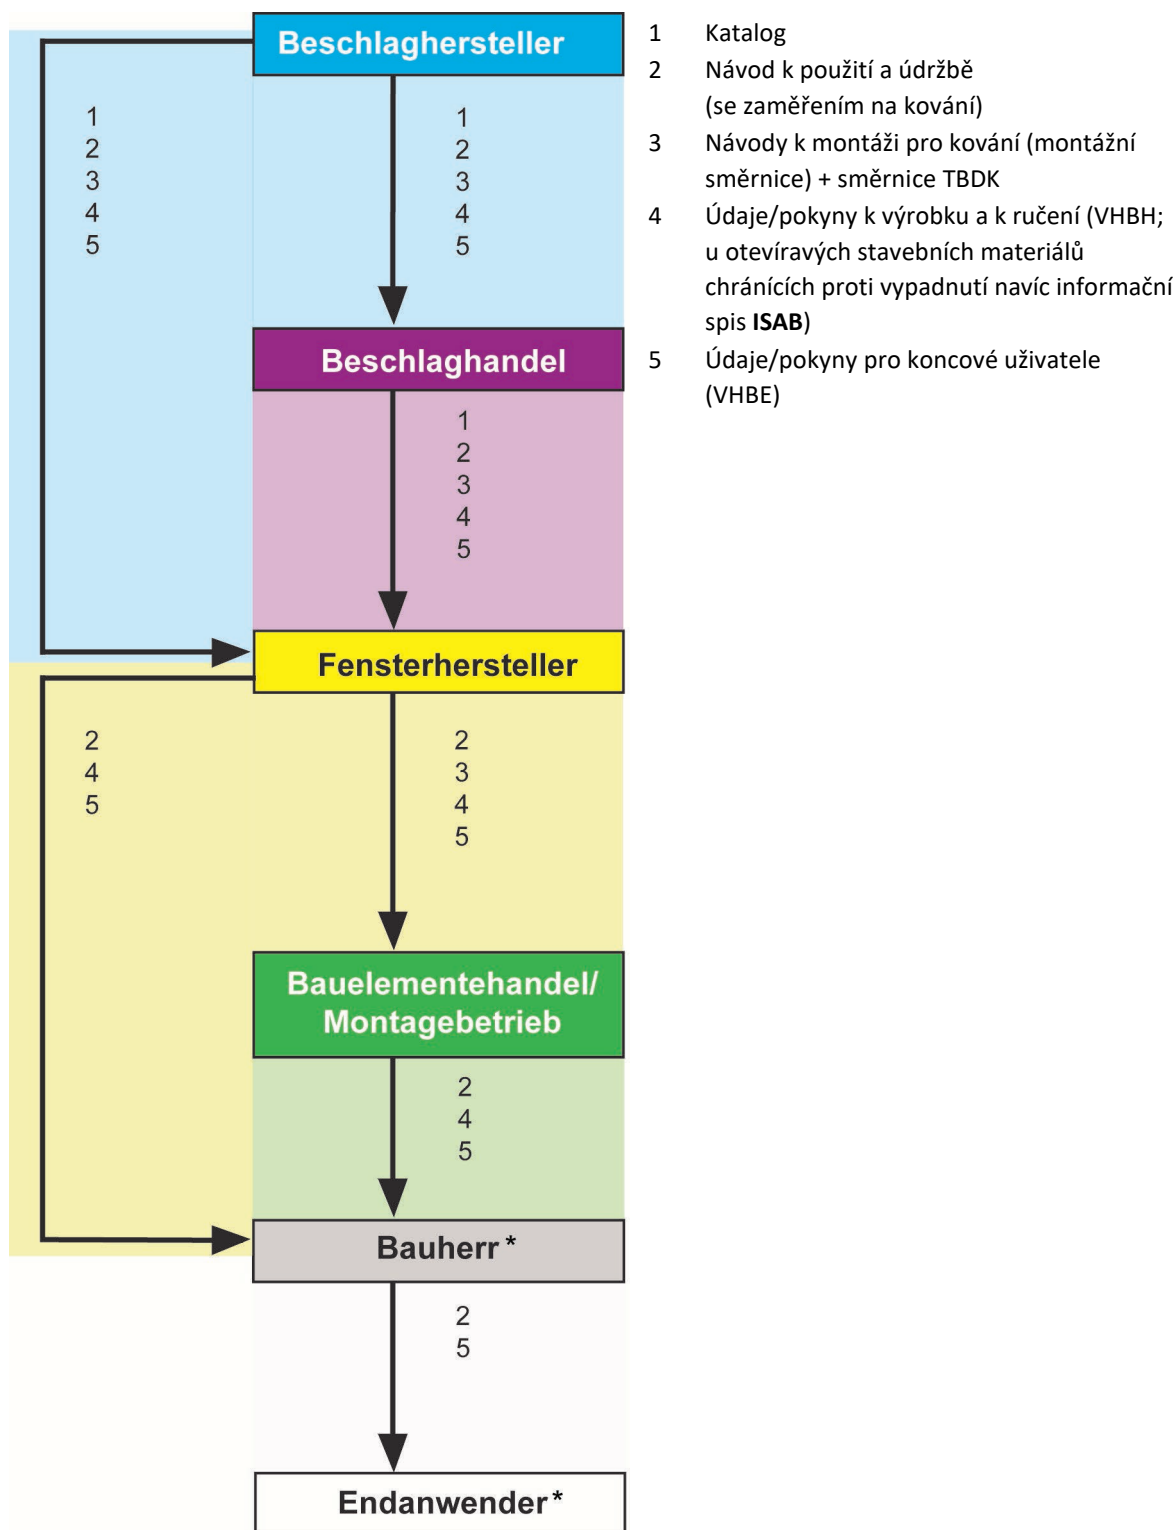 Beschlaghersteller
1
2
3
4
5
1
2
3
4
5
Beschlaghandel
1
2
3
4
5
Fensterhersteller
2
4
5
2
3
4
5
Bauelementehandel/
Montagebetrieb
2
4
5
Bauherr *
2
5
Endanwender *
1 Katalog
2 Návod k použití a údržbě
(se zaměřením na kování)
3 Návody k montáži pro kování (montážní
směrnice) + směrnice TBDK
4 Údaje/pokyny k výrobku a k ručení (VHBH;
u otevíravých stavebních materiálů
chránících proti vypadnutí navíc informační
spis ISAB)
5 Údaje/pokyny pro koncové uživatele
(VHBE)